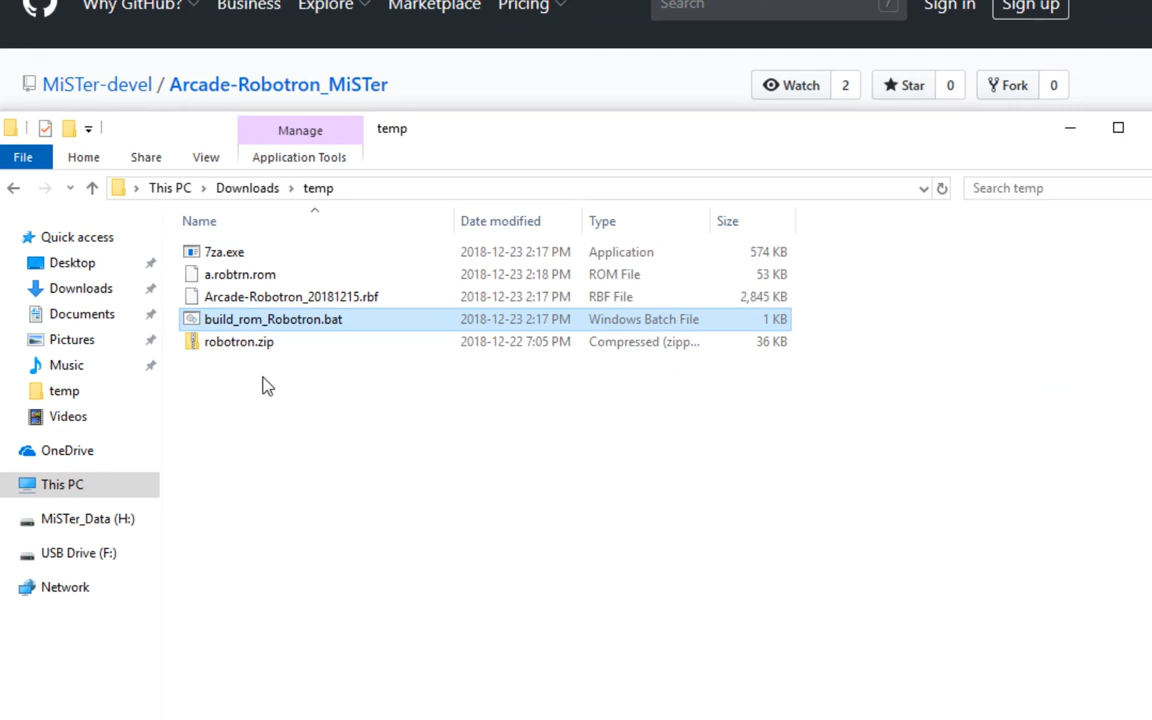 Why GitHub? Business Explore Marketplace Pricing Search / Sign in Sign up
MiSTer-devel / Arcade-Robotron_MiSTer Watch 2 Star 0 Fork 0
Manage temp
File Home Share View Application Tools
This PC > Downloads > temp Search temp
Name Date modified Type Size
Quick access
Desktop
Downloads
Documents
Pictures
Music
temp
Videos
OneDrive
This PC
MiSTer_Data (H:)
USB Drive (F:)
Network
7za.exe 2018-12-23 2:17 PM Application 574 KB
a.robtrn.rom 2018-12-23 2:18 PM ROM File 53 KB
Arcade-Robotron_20181215.rbf 2018-12-23 2:17 PM RBF File 2,845 KB
build_rom_Robotron.bat 2018-12-23 2:17 PM Windows Batch File 1 KB
robotron.zip 2018-12-22 7:05 PM Compressed (zipp... 36 KB